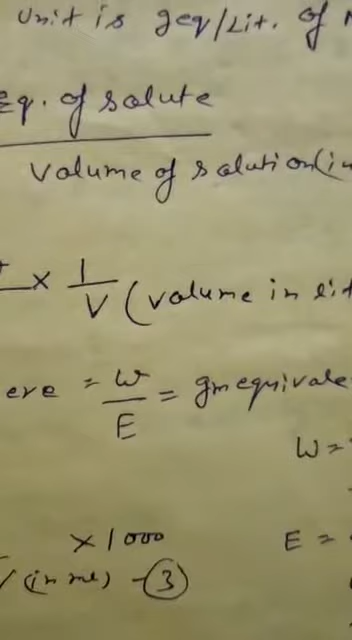 Unit is geq/Lit. of
Eq. of solute
Volume of solution (in
× 1/V (volume in lit
ere = W/E = gm equivale
W =
× 1000
E =
V (in ml) - ③